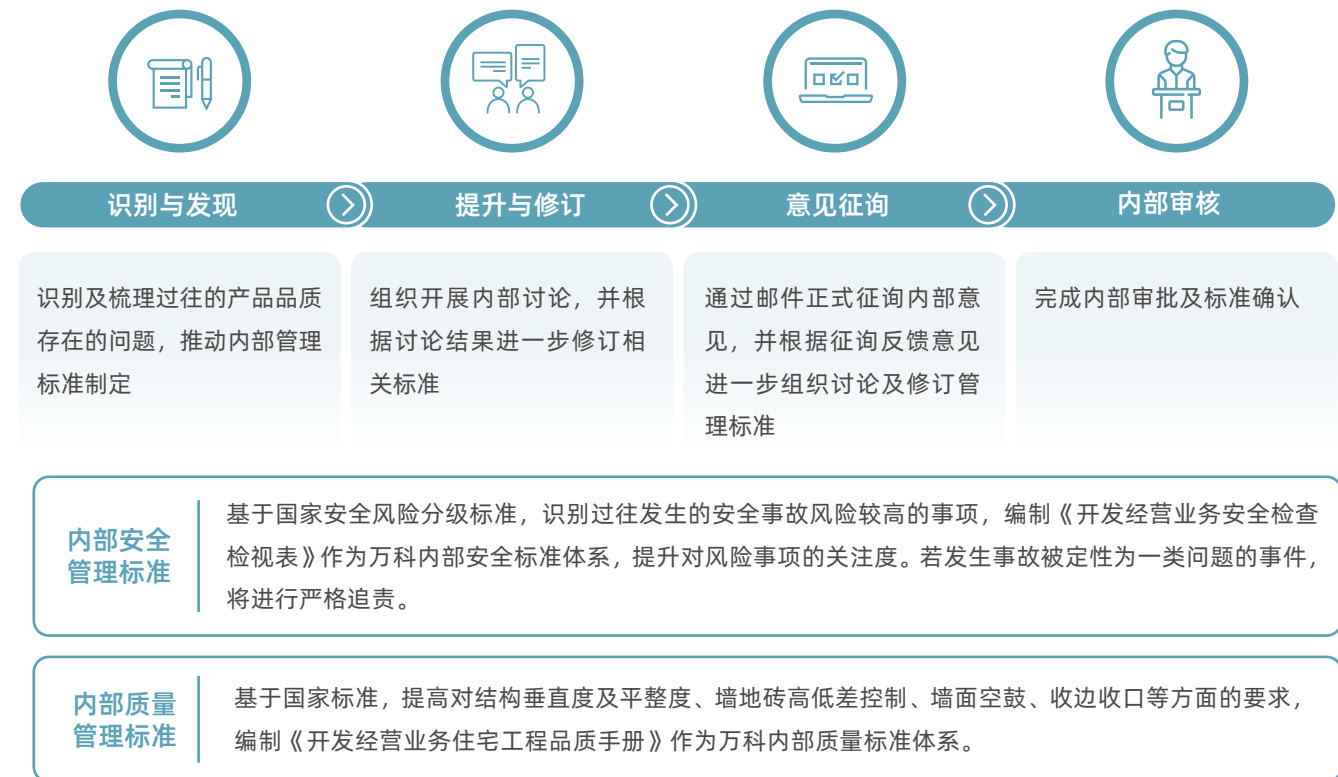 识别与发现
提升与修订
意见征询
内部审核
识别及梳理过往的产品品质
存在的问题，推动内部管理
标准制定
组织开展内部讨论，并根
据讨论结果进一步修订相
关标准
通过邮件正式征询内部意
见，并根据征询反馈意见
进一步组织讨论及修订管
理标准
完成内部审批及标准确认
内部安全
管理标准
基于国家安全风险分级标准，识别过往发生的安全事故风险较高的事项，编制《开发经营业务安全检查
检视表》作为万科内部安全标准体系，提升对风险事项的关注度。若发生事故被定性为一类问题的事件，
将进行严格追责。
内部质量
管理标准
基于国家标准，提高对结构垂直度及平整度、墙地砖高低差控制、墙面空鼓、收边收口等方面的要求，
编制《开发经营业务住宅工程品质手册》作为万科内部质量标准体系。